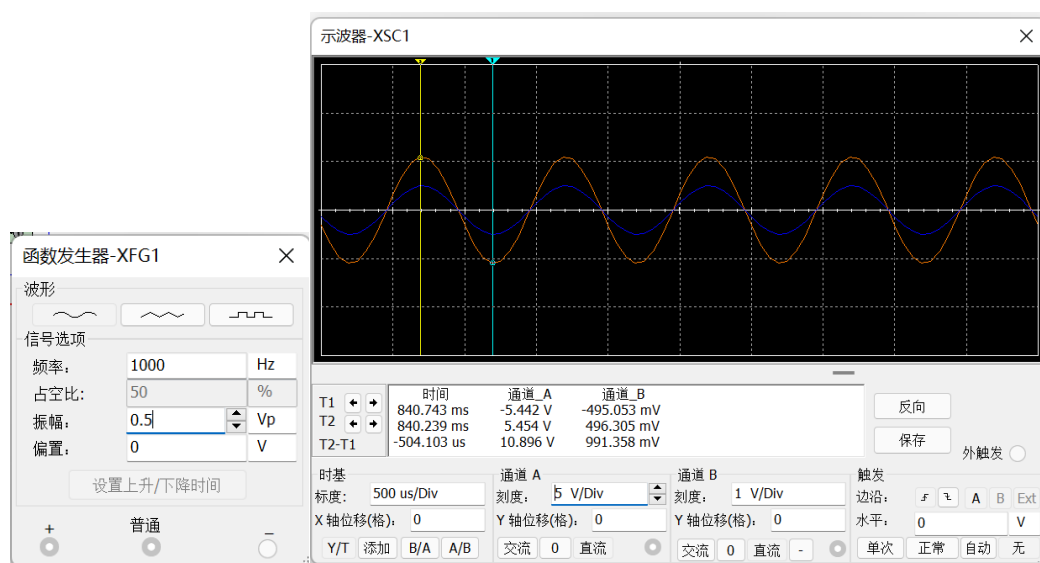 示波器-XSC1
函数发生器-XFG1
波形
信号选项
频率: 1000 Hz
占空比: 50 %
振幅: 0.5 Vp
偏置: 0 V
设置上升/下降时间
+ 普通 −
时间 通道_A 通道_B
T1 840.743 ms -5.442 V -495.053 mV
T2 840.239 ms 5.454 V 496.305 mV
T2-T1 -504.103 us 10.896 V 991.358 mV
反向
保存
外触发
时基
标度: 500 us/Div
X 轴位移(格): 0
Y/T 添加 B/A A/B
通道 A
刻度: 5 V/Div
Y 轴位移(格): 0
交流 0 直流
通道 B
刻度: 1 V/Div
Y 轴位移(格): 0
交流 0 直流 -
触发
边沿: A B Ext
水平: 0 V
单次 正常 自动 无